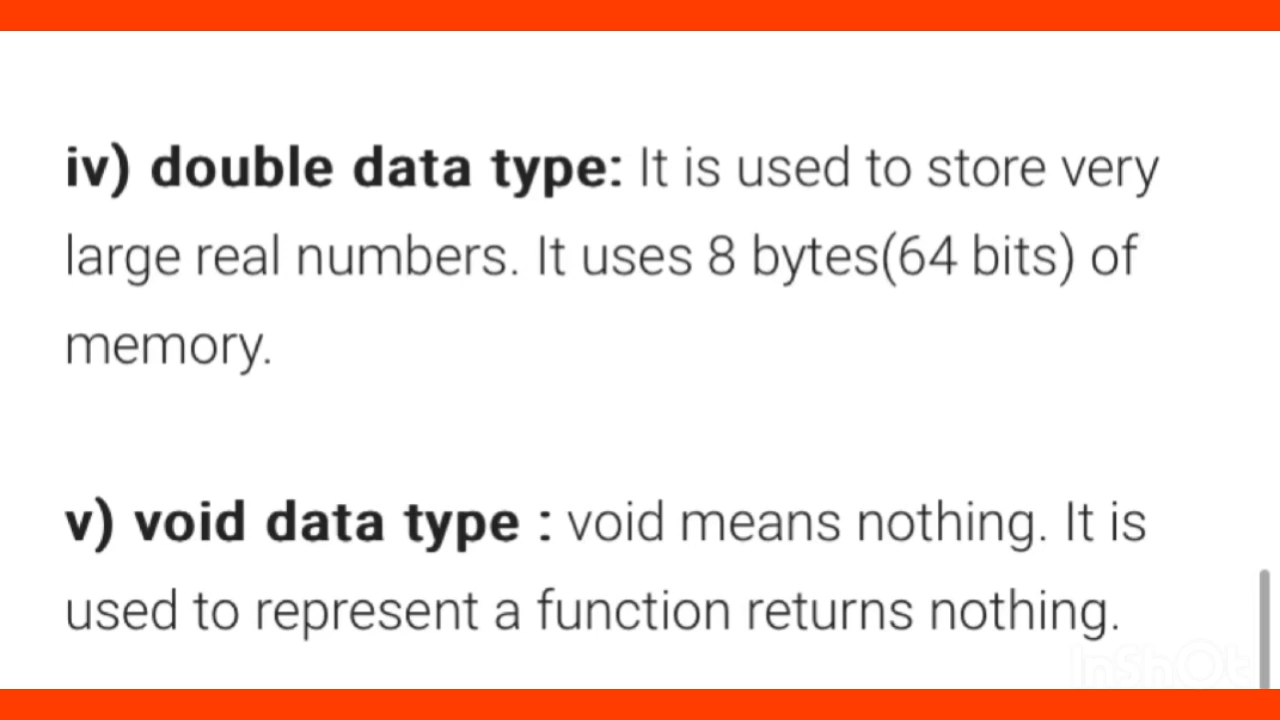 iv) double data type: It is used to store very
large real numbers. It uses 8 bytes(64 bits) of
memory.
v) void data type : void means nothing. It is
used to represent a function returns nothing.
InShOt